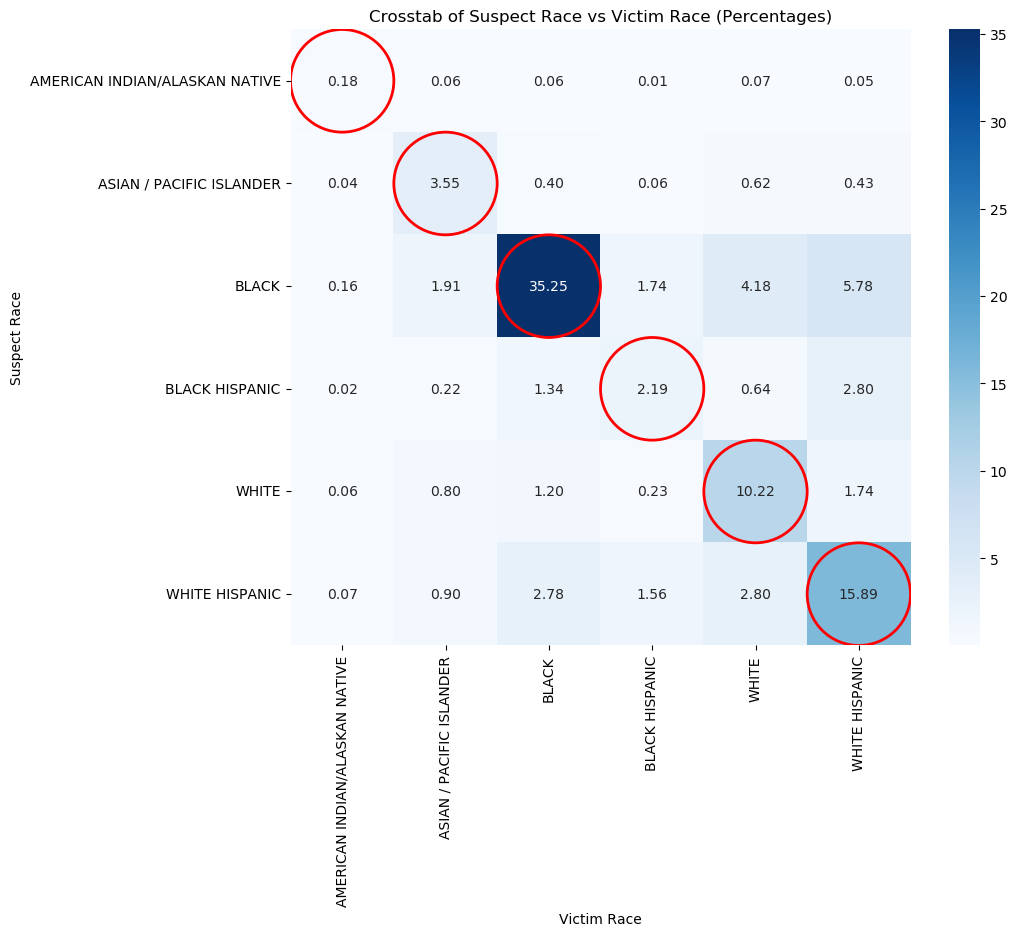 Crosstab of Suspect Race vs Victim Race (Percentages)
AMERICAN INDIAN/ALASKAN NATIVE 0.18 0.06 0.06 0.01 0.07 0.05
ASIAN / PACIFIC ISLANDER 0.04 3.55 0.40 0.06 0.62 0.43
BLACK 0.16 1.91 35.25 1.74 4.18 5.78
BLACK HISPANIC 0.02 0.22 1.34 2.19 0.64 2.80
WHITE 0.06 0.80 1.20 0.23 10.22 1.74
WHITE HISPANIC 0.07 0.90 2.78 1.56 2.80 15.89
Suspect Race
AMERICAN INDIAN/ALASKAN NATIVE
ASIAN / PACIFIC ISLANDER
BLACK
BLACK HISPANIC
WHITE
WHITE HISPANIC
Victim Race
35
30
25
20
15
10
5